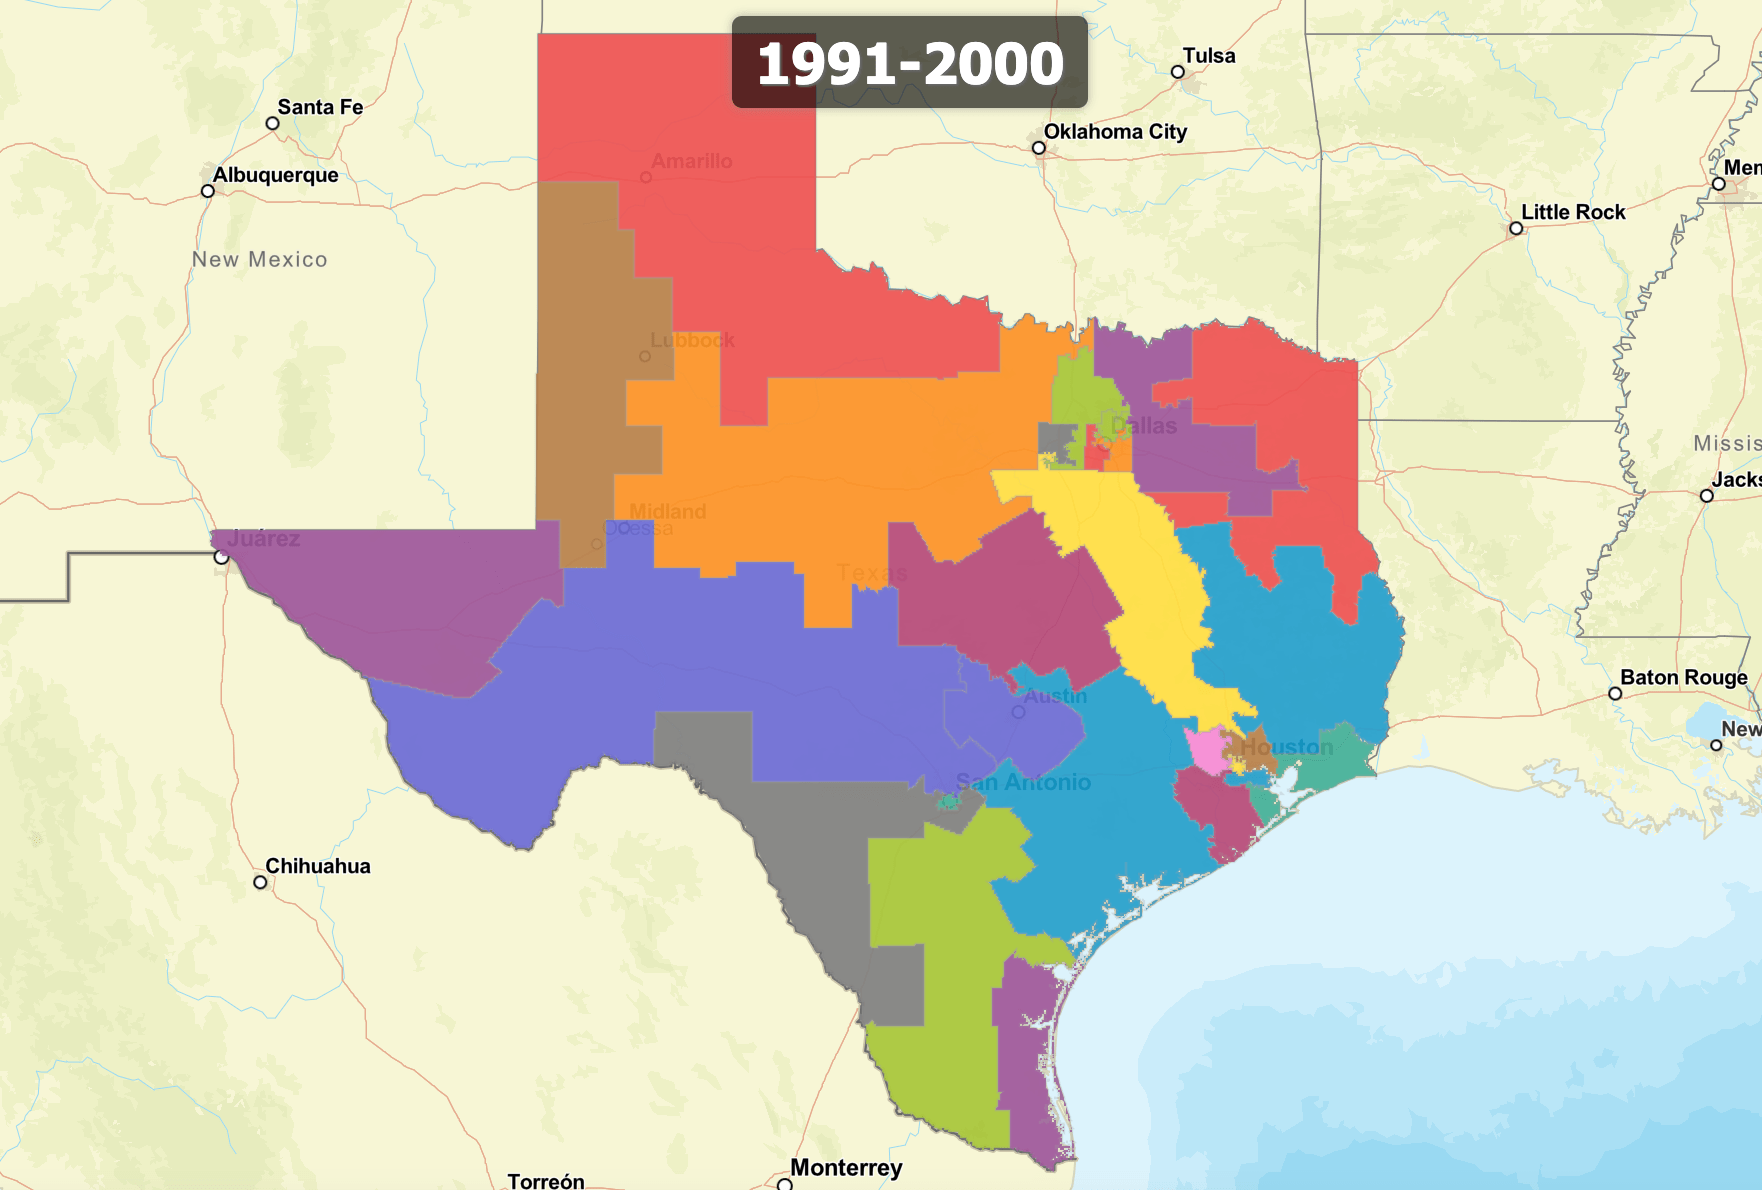 1991-2000
Tulsa
Santa Fe
Oklahoma City
Amarillo
Albuquerque
Men
Little Rock
New Mexico
Lubbock
Dallas
Missis
Jacks
Midland
Odessa
Juárez
Texas
Baton Rouge
Austin
New
Houston
San Antonio
Chihuahua
Monterrey
Torreón